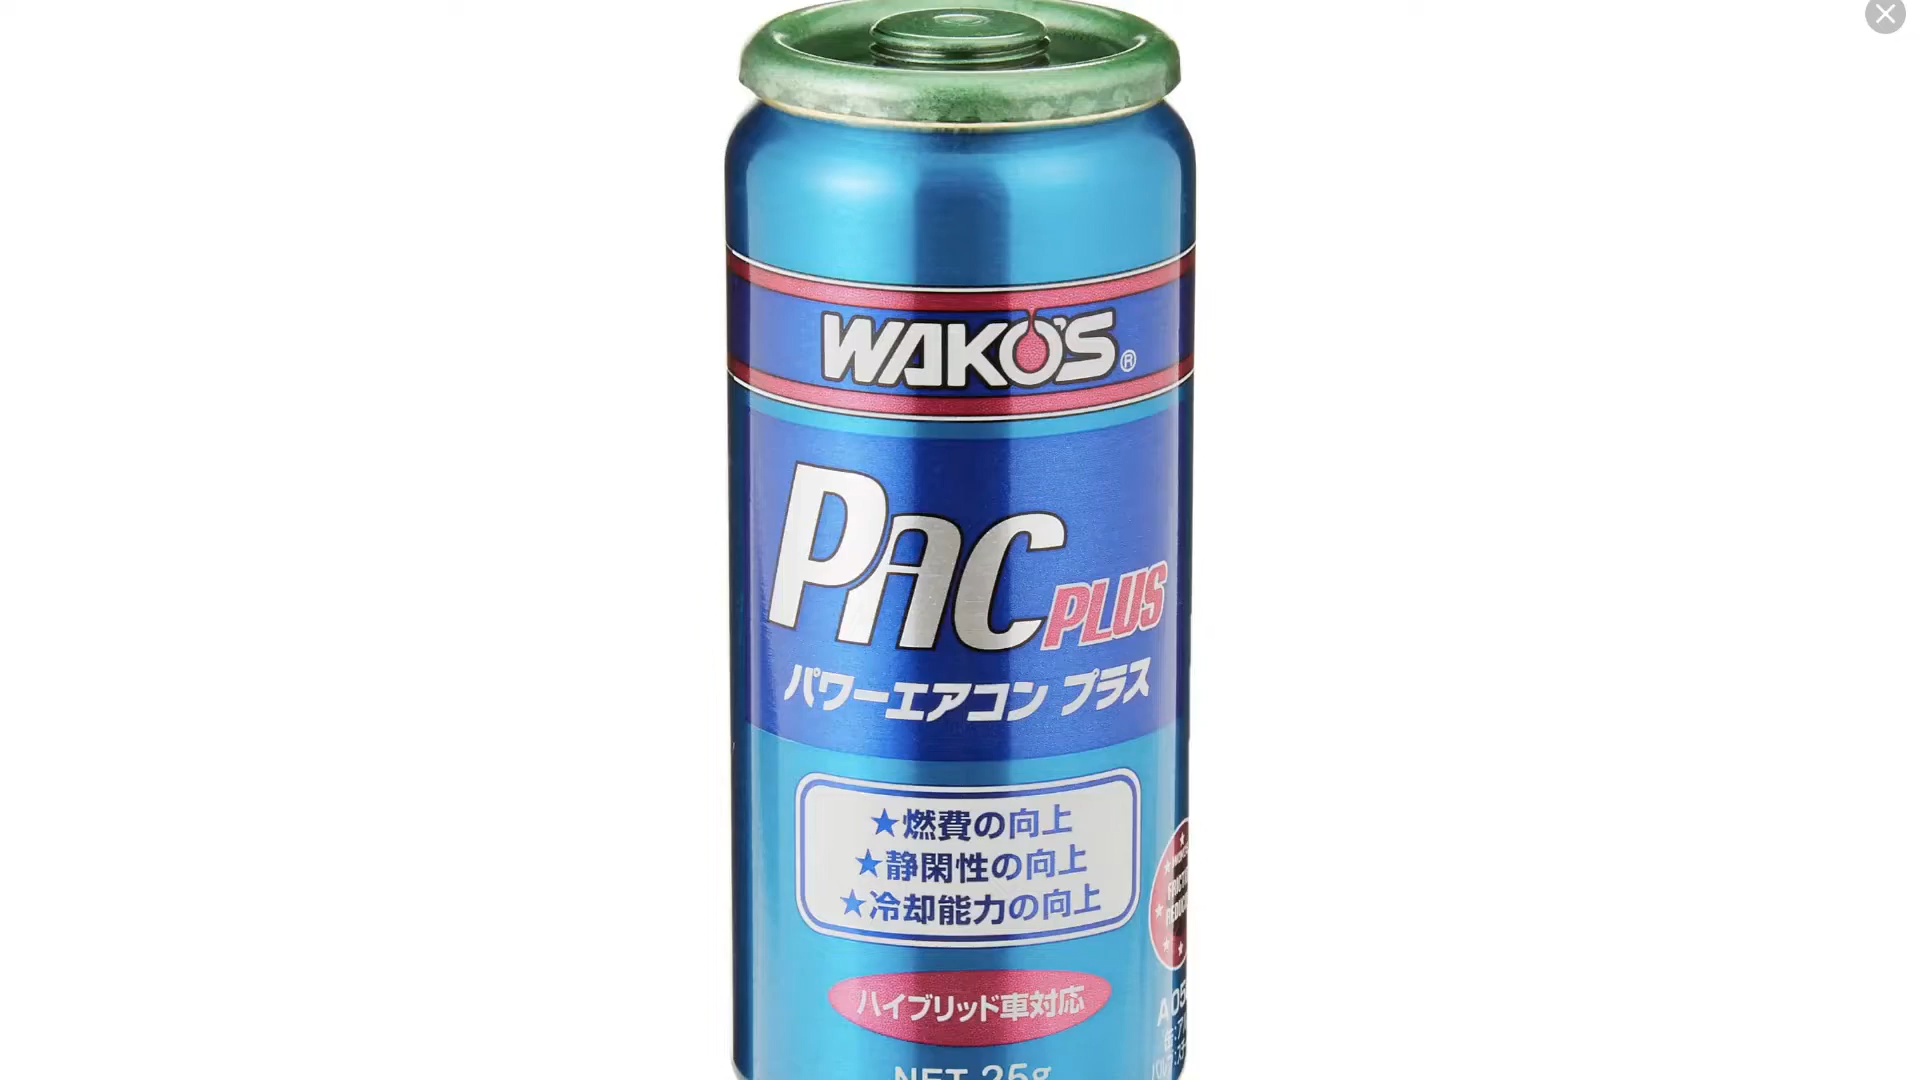 WAKO'S®
PAC PLUS
パワーエアコン プラス
★燃費の向上
★静閑性の向上
★冷却能力の向上
ハイブリッド車対応
NET 25g